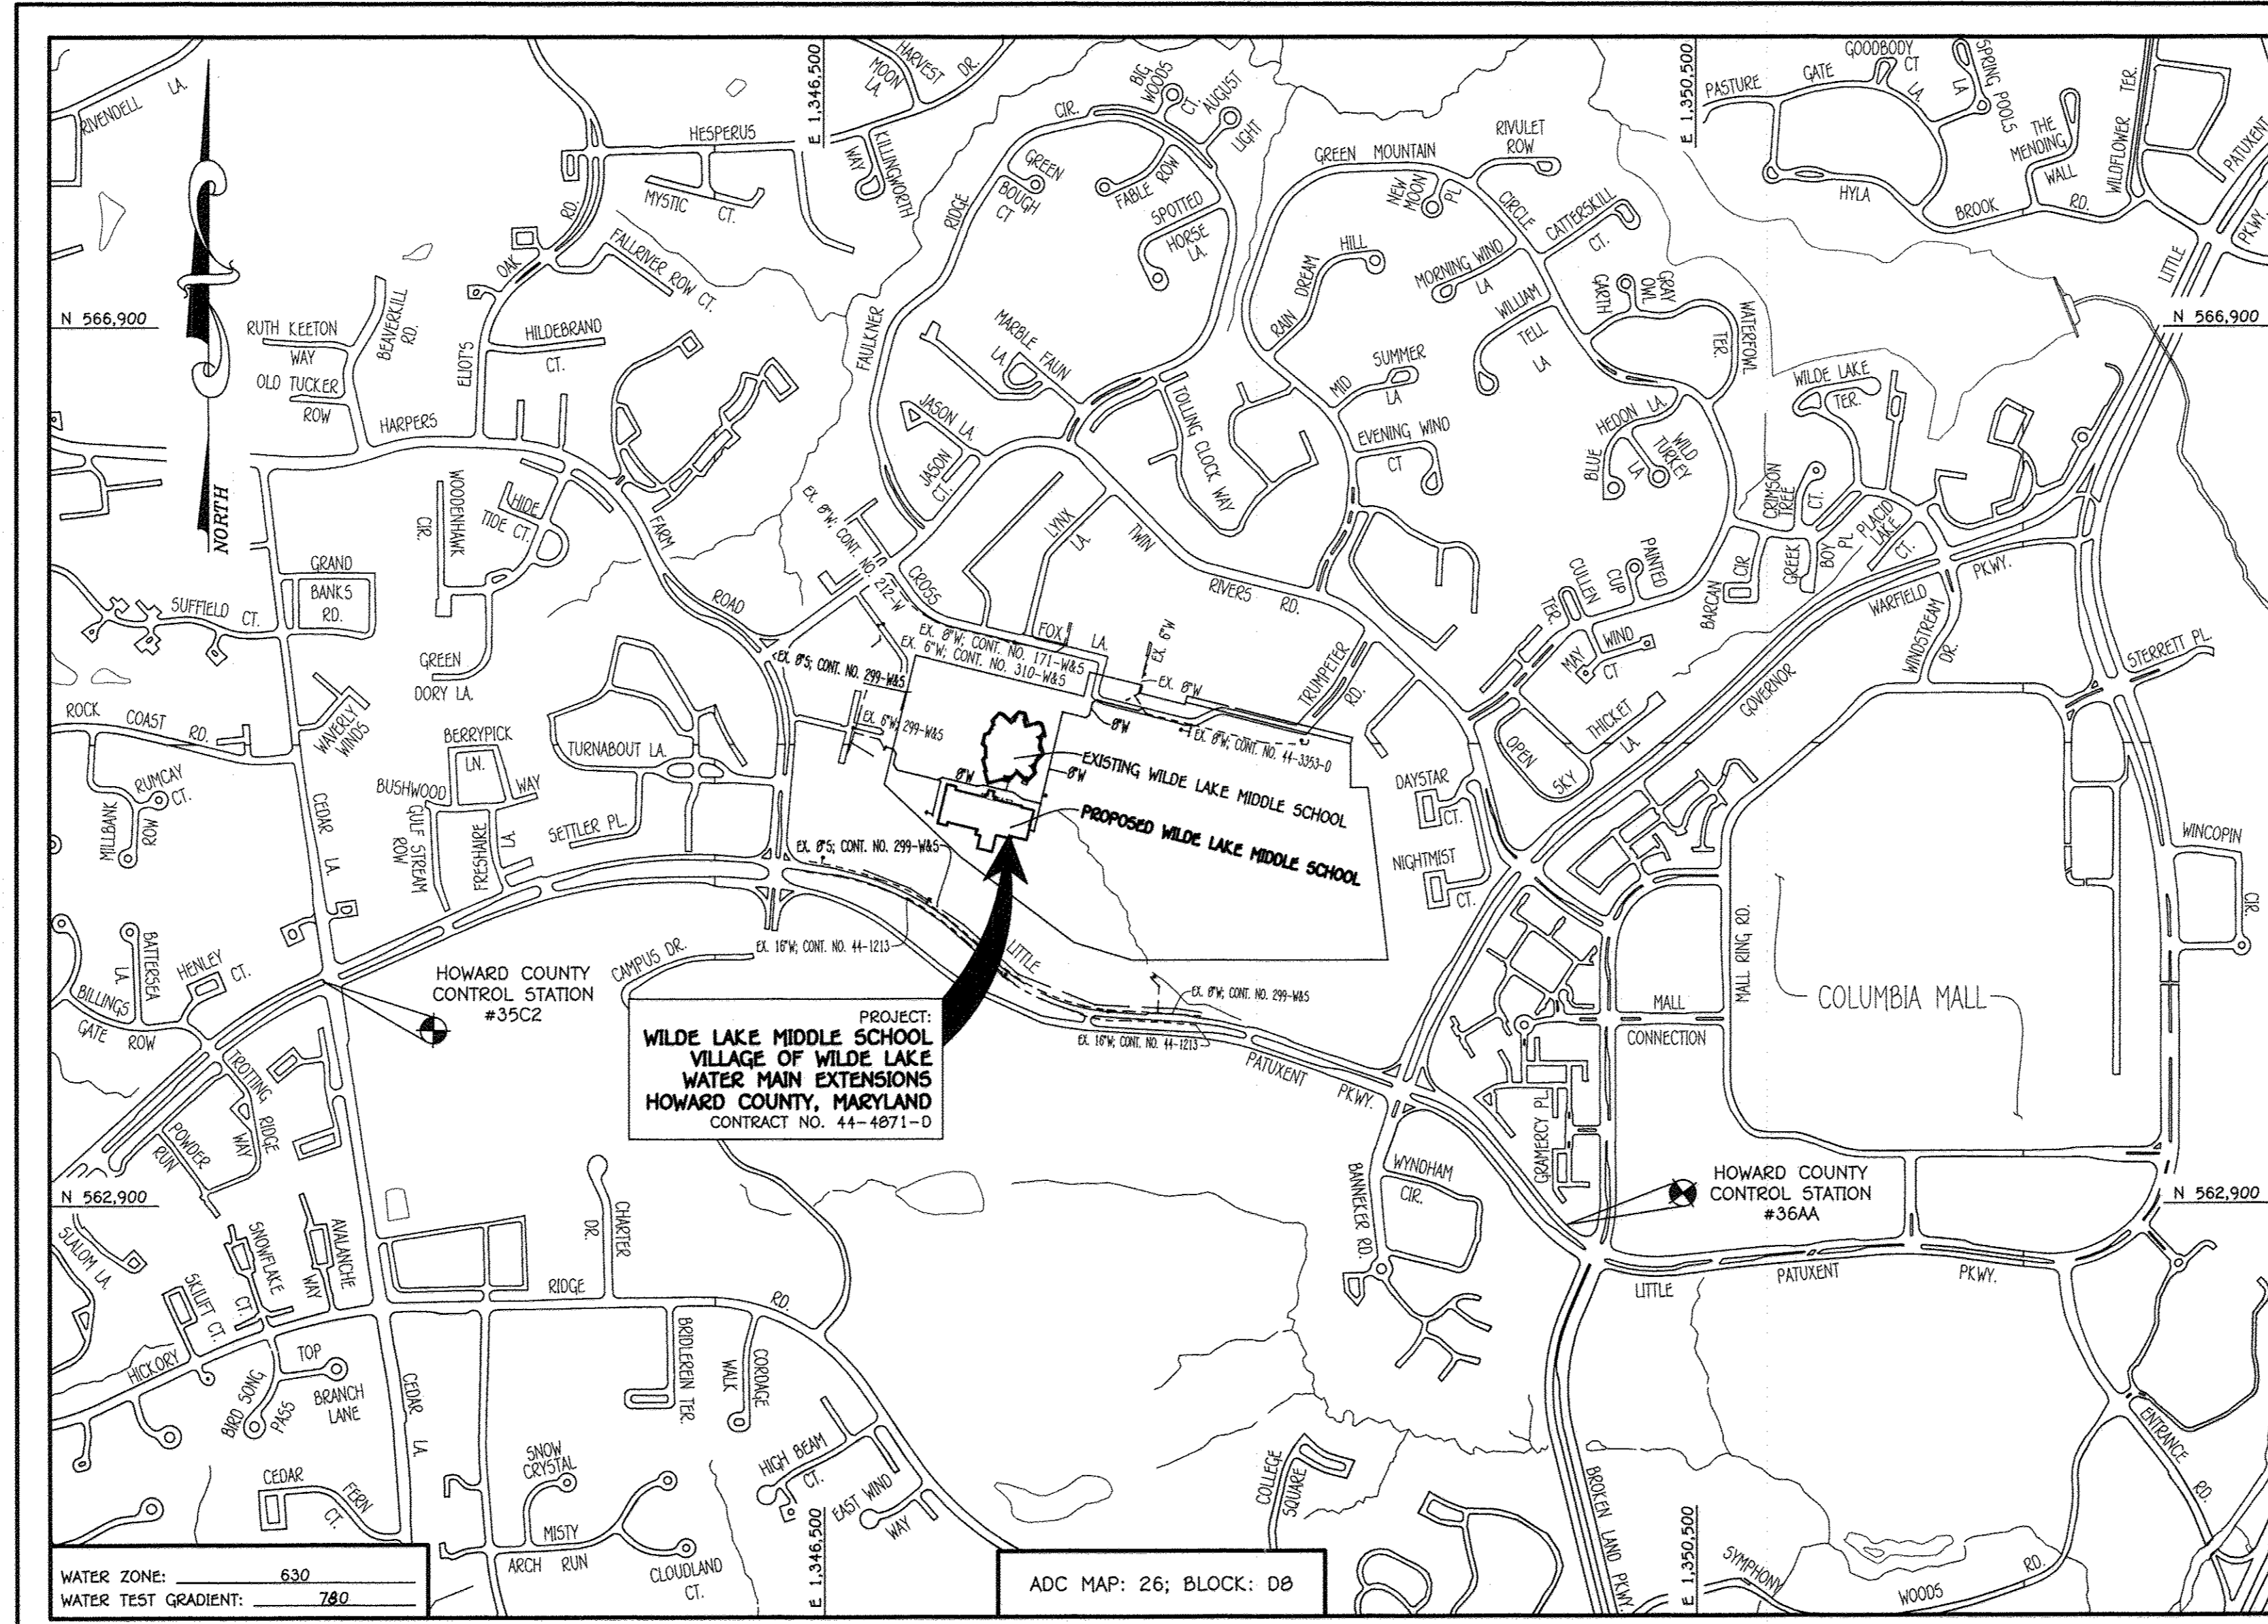 RIVENDELL LA.
E 1,346,500
MOON LA.
HARVEST DR.
BIG WOODS CT.
AUGUST LIGHT
E 1,350,500
PASTURE GATE
GOODBODY CT
LA.
SPRING POOLS LA
THE MENDING WALL
WILDFLOWER TER.
PATUXENT
PKWY.
LITTLE
HESPERUS
KILLINGWORTH WAY
MYSTIC CT.
RIDGE CIR.
GREEN BOUGH CT
FABLE ROW
SPOTTED HORSE LA.
GREEN MOUNTAIN
CIRCLE
RIVULET ROW
NEW MOON PL
CATTERSKILL CT.
HYLA
BROOK
RD.
N 566,900
NORTH
OAK
RD.
FALLRIVER ROW CT.
FAULKNER
RAIN DREAM HILL
MORNING WIND LA
WILLIAM TELL LA
GARTH
GRAY OWL
WATERFOWL TER.
N 566,900
RUTH KEETON WAY
BEAVERKILL RD.
OLD TUCKER ROW
HARPERS
ELIOT'S
HILDEBRAND CT.
MARBLE FAUN LA.
MID SUMMER LA
WILDE LAKE TER.
JASON LA.
JASON CT.
TOLLING CLOCK WAY
EVENING WIND CT
BLUE HEDON LA.
WILD TURKEY LA
CRIMSON TREE CT.
WOODENHAWK CIR.
HIDE TIDE CT.
FARM
ROAD
EX. 8"W; CONT. NO. 212-W
LYNX LA.
TWIN
RIVERS RD.
CROSS
FOX LA.
CULLEN TER.
PAINTED CUP
BARCAN CIR
GREEK BOY PL
PLACID LAKE CT.
PKWY.
WARFIELD
WINDSTREAM DR.
GOVERNOR
STERRETT PL.
GRAND BANKS RD.
SUFFIELD CT.
GREEN DORY LA.
EX. 8"W; CONT. NO. 171-W&S
EX. 6"W; CONT. NO. 310-W&S
EX. 8"S; CONT. NO. 299-W&S
EX. 6"W; 299-W&S
EX. 6"W
EX. 8"W
8"W
EX. 8"W; CONT. NO. 44-3353-D
TRUMPETER RD.
MAY WIND CT
OPEN SKY
THICKET LA
ROCK COAST RD.
WAVERLY WINDS
RUMCAY CT.
MILLBANK ROW
CEDAR LA.
BERRYPICK LN.
BUSHWOOD WAY
GULF STREAM ROW
FRESHAIRE LA.
TURNABOUT LA.
SETTLER PL.
8"W
8"W
EXISTING WILDE LAKE MIDDLE SCHOOL
PROPOSED WILDE LAKE MIDDLE SCHOOL
DAYSTAR CT.
NIGHTMIST CT.
WINCOPIN CIR.
MALL RING RD.
EX. 8"S; CONT. NO. 299-W&S
EX. 16"W; CONT. NO. 44-1213
LITTLE
EX. 8"W; CONT. NO. 299-W&S
EX. 16"W; CONT. NO. 44-1213
PATUXENT
PKWY.
BATTERSEA LA.
HENLEY CT.
BILLINGS GATE ROW
CAMPUS DR.
HOWARD COUNTY
CONTROL STATION
#35C2
PROJECT:
WILDE LAKE MIDDLE SCHOOL
VILLAGE OF WILDE LAKE
WATER MAIN EXTENSIONS
HOWARD COUNTY, MARYLAND
CONTRACT NO. 44-4871-D
MALL
CONNECTION
COLUMBIA MALL
GRAMERCY PL.
TROTTING RIDGE WAY
POWDER RUN
N 562,900
SLALOM LA.
SNOWFLAKE CT.
AVALANCHE WAY
SKILIFT CT.
CHARTER DR.
BANNEKER RD.
WYNDHAM CIR.
HOWARD COUNTY
CONTROL STATION
#36AA
N 562,900
HICKORY
RIDGE
RD.
LITTLE
PATUXENT
PKWY.
BIRD SONG PASS
TOP BRANCH LANE
CEDAR LA.
BRIDLEREIN TER.
CORDAGE WALK
ENTRANCE RD.
CEDAR FERN CT.
SNOW CRYSTAL
MISTY
ARCH RUN
CLOUDLAND CT.
HIGH BEAM CT.
EAST WIND WAY
COLLEGE SQUARE
BROKEN LAND PKWY.
SYMPHONY
WOODS
RD.
E 1,346,500
E 1,350,500
WATER ZONE: 630
WATER TEST GRADIENT: 780
ADC MAP: 26; BLOCK: D8